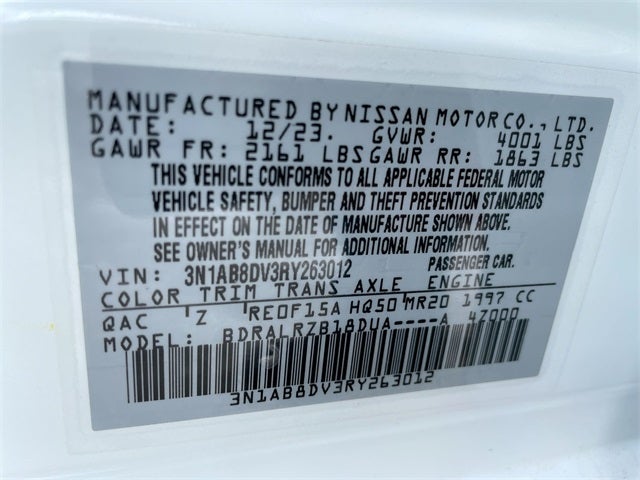 MANUFACTURED BY NISSAN MOTOR CO., LTD.
DATE: 12/23. GVWR: 4001 LBS
GAWR FR: 2161 LBS GAWR RR: 1863 LBS
THIS VEHICLE CONFORMS TO ALL APPLICABLE FEDERAL MOTOR
VEHICLE SAFETY, BUMPER AND THEFT PREVENTION STANDARDS
IN EFFECT ON THE DATE OF MANUFACTURE SHOWN ABOVE.
SEE OWNER'S MANUAL FOR ADDITIONAL INFORMATION
VIN: 3N1AB8DV3RY263012 PASSENGER CAR.
COLOR TRIM TRANS AXLE ENGINE
QAC Z RE0F15A HQ50 MR20 1997 CC
MODEL: BDRALRZB18DUA----A 4Z000
3N1AB8DV3RY263012